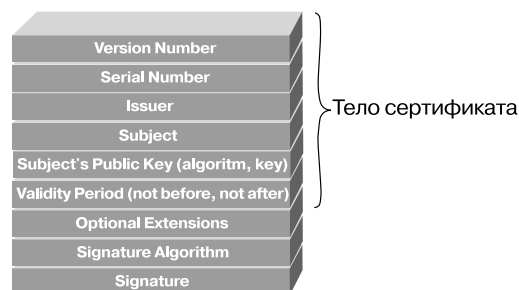 Version Number
Serial Number
Issuer
Subject
Subject's Public Key (algoritm, key)
Validity Period (not before, not after)
Optional Extensions
Signature Algorithm
Signature
Тело сертификата